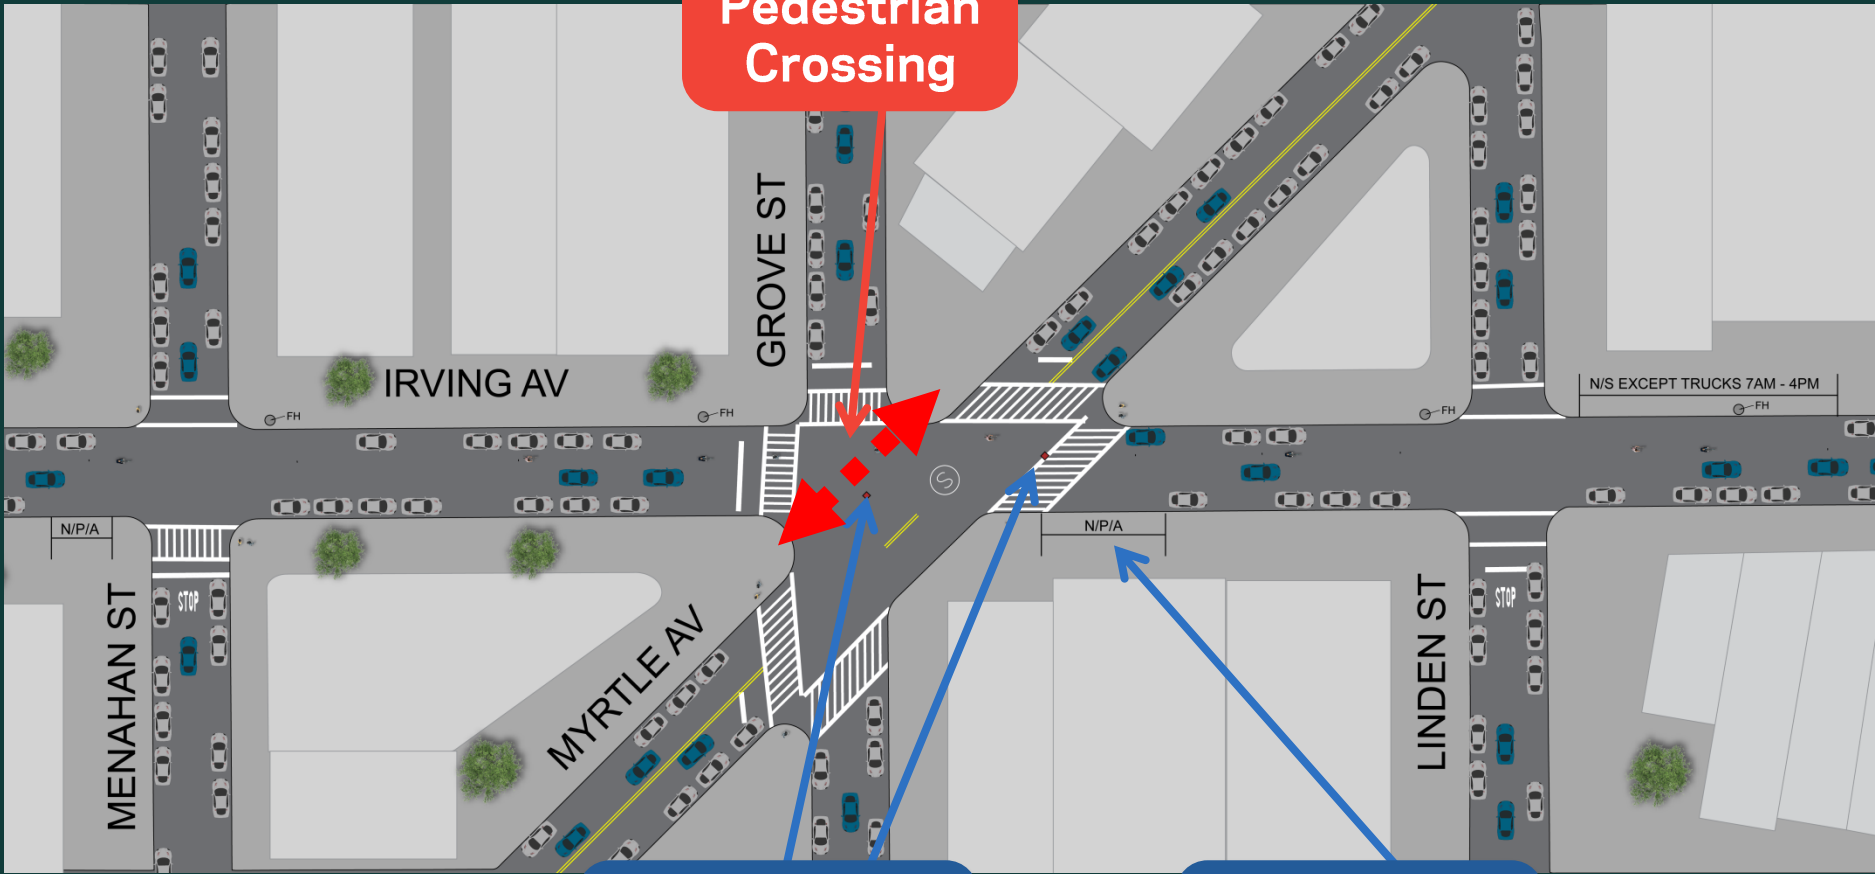 Pedestrian
Crossing
GROVE ST
IRVING AV
FH
FH
FH
FH
N/S EXCEPT TRUCKS 7AM - 4PM
S
N/P/A
N/P/A
STOP
STOP
MENAHAN ST
MYRTLE AV
LINDEN ST